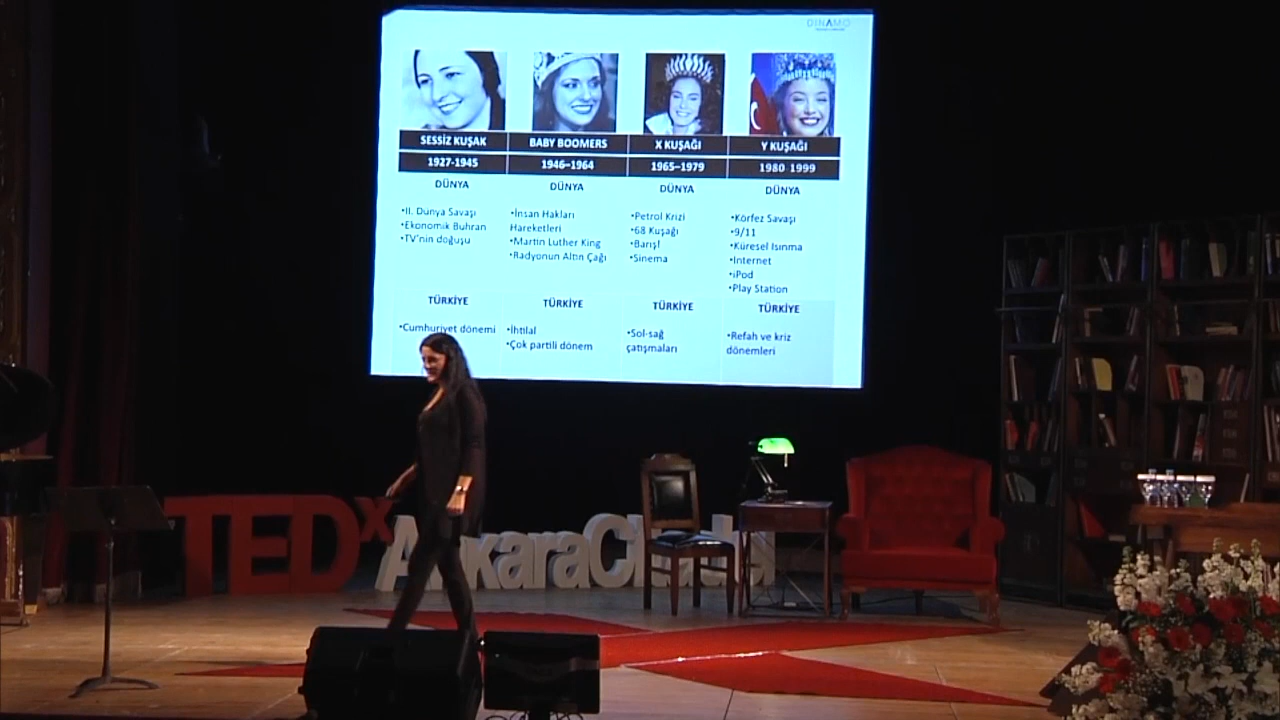 DINAMO
SESSİZ KUŞAK
BABY BOOMERS
X KUŞAĞI
Y KUŞAĞI
1927-1945
1946–1964
1965–1979
1980 1999
DÜNYA
DÜNYA
DÜNYA
DÜNYA
•II. Dünya Savaşı
•Ekonomik Buhran
•TV'nin doğuşu
•İnsan Hakları
Hareketleri
•Martin Luther King
•Radyonun Altın Çağı
•Petrol Krizi
•68 Kuşağı
•Barış!
•Sinema
•Körfez Savaşı
•9/11
•Küresel Isınma
•Internet
•iPod
•Play Station
TÜRKİYE
TÜRKİYE
TÜRKİYE
TÜRKİYE
•Cumhuriyet dönemi
•İhtilal
•Çok partili dönem
•Sol-sağ
çatışmaları
•Refah ve kriz
dönemleri
TEDx